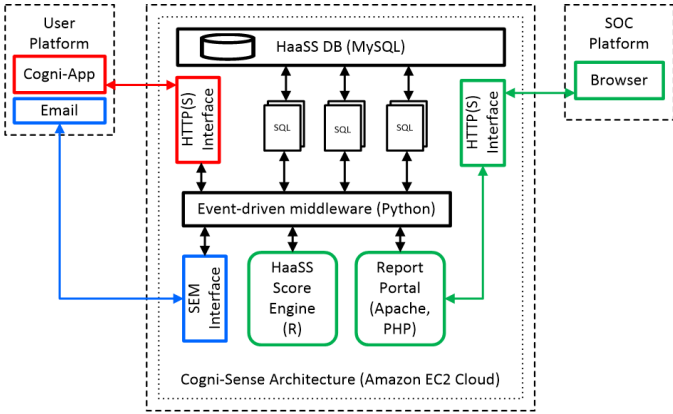 User
Platform
Cogni-App
Email
HaaSS DB (MySQL)
SOC
Platform
Browser
HTTP(S)
Interface
SQL
SQL
SQL
HTTP(S)
Interface
Event-driven middleware (Python)
SEM
Interface
HaaSS
Score
Engine
(R)
Report
Portal
(Apache,
PHP)
Cogni-Sense Architecture (Amazon EC2 Cloud)